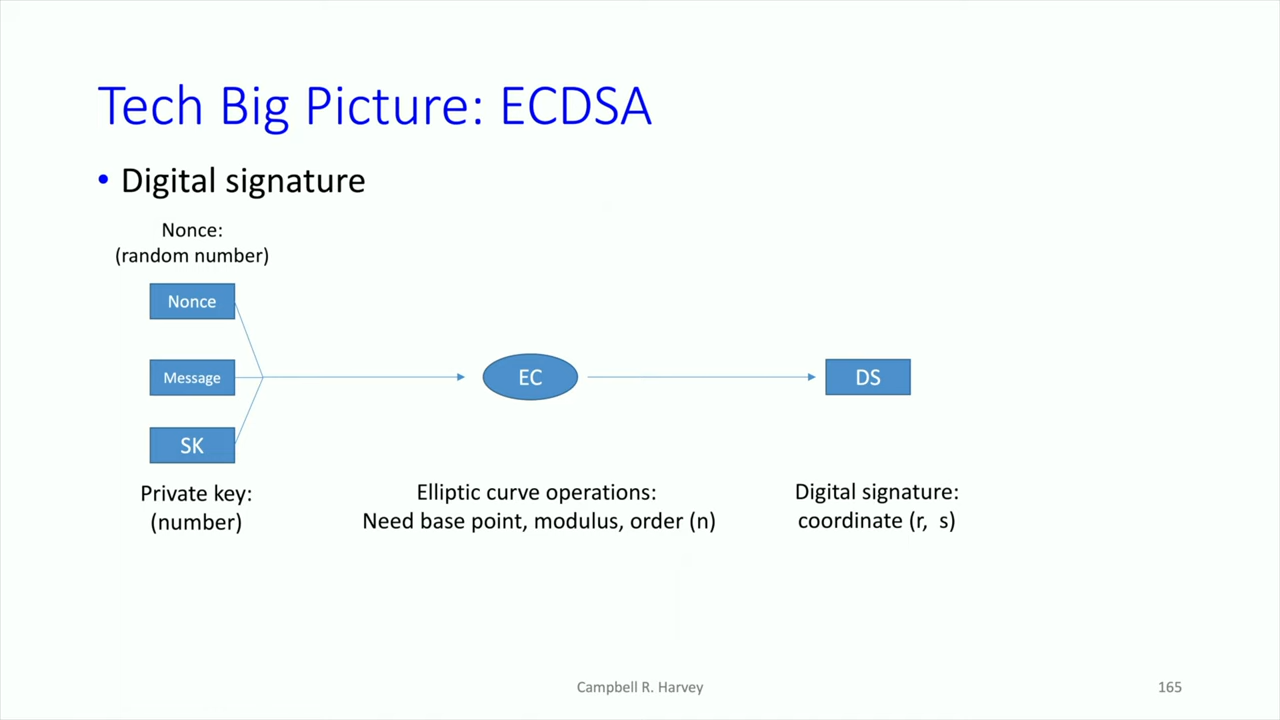 Tech Big Picture: ECDSA
• Digital signature
Nonce:
(random number)
Nonce
Message
SK
EC
DS
Private key:
(number)
Elliptic curve operations:
Need base point, modulus, order (n)
Digital signature:
coordinate (r, s)
Campbell R. Harvey
165